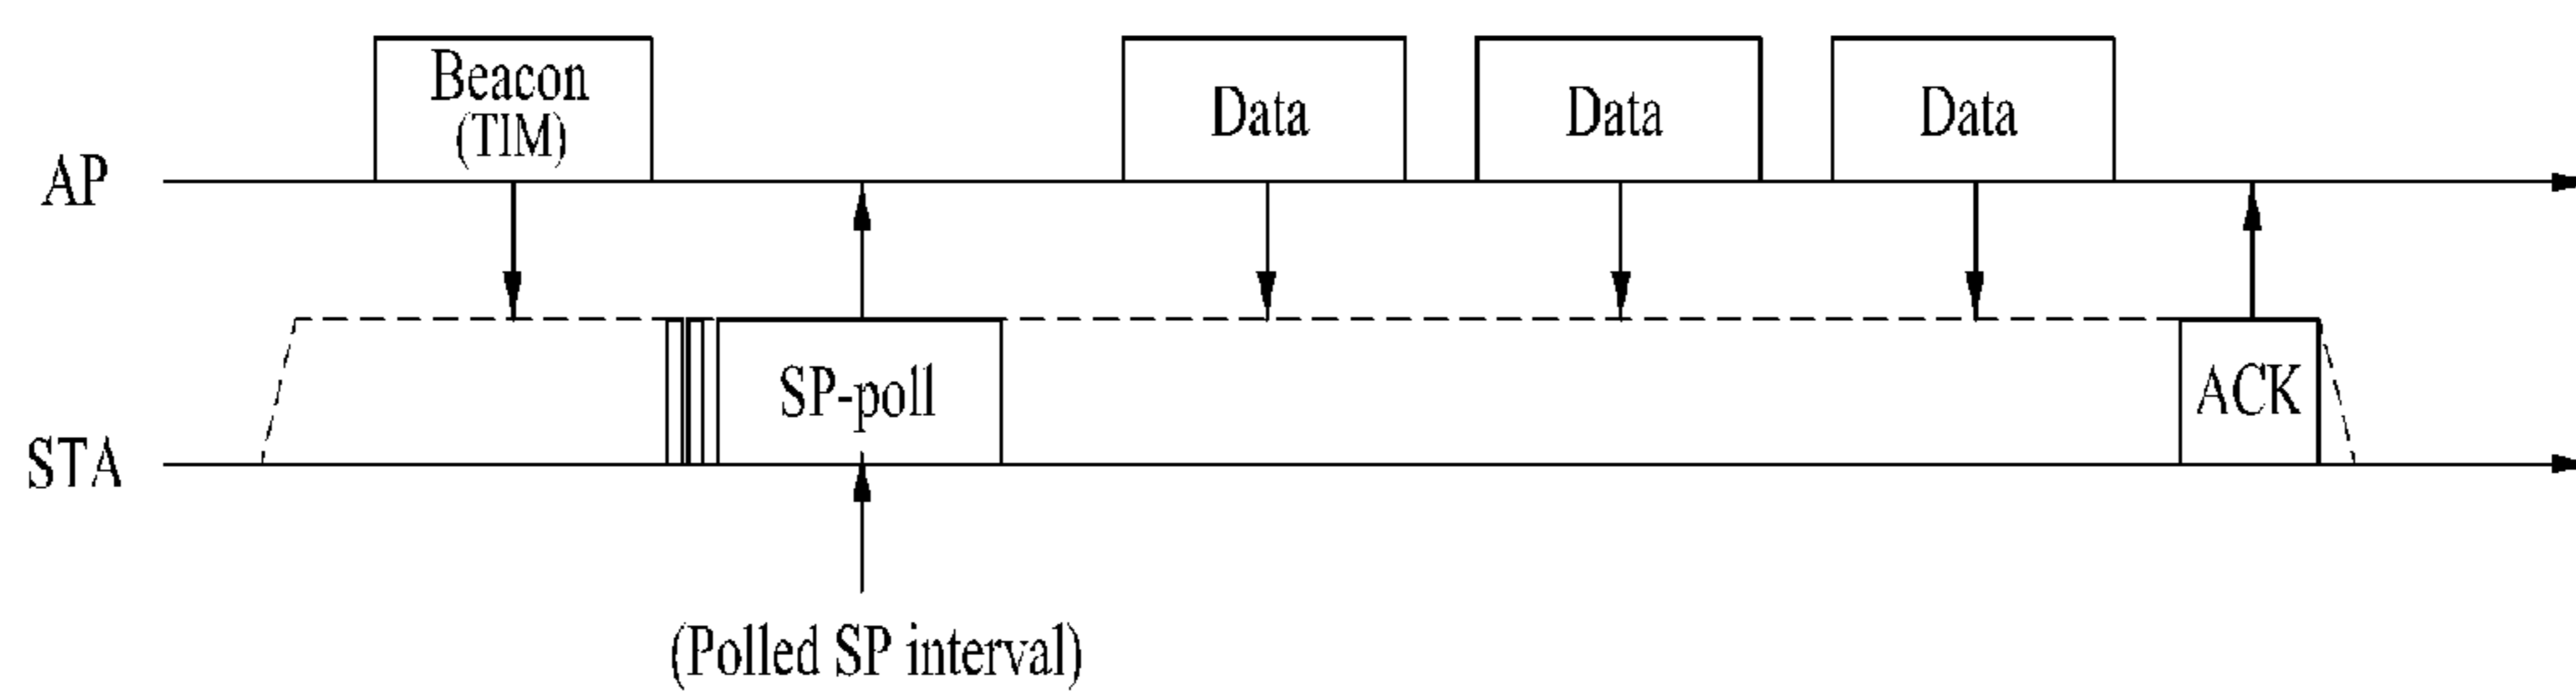 Beacon
(TIM)
Data
Data
Data
AP
SP-poll
ACK
STA
(Polled SP interval)